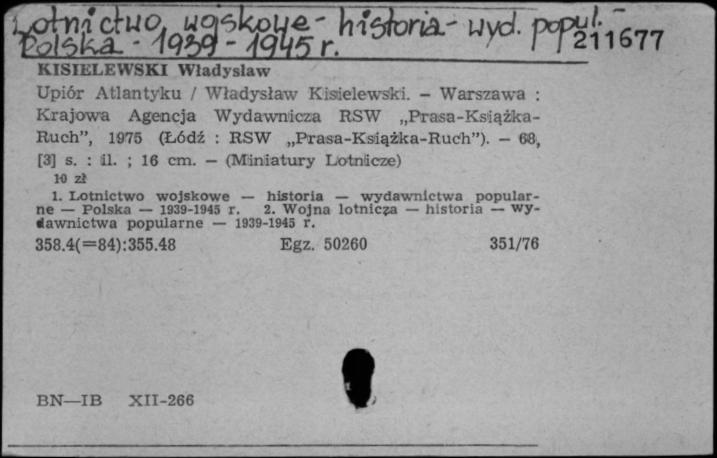 Lotnictwo wojskowe - historia - wyd. popul. -
Polska - 1939 - 1945 r.
211677
KISIELEWSKI Władysław
Upiór Atlantyku / Władysław Kisielewski. — Warszawa :
Krajowa Agencja Wydawnicza RSW „Prasa-Książka-
Ruch”, 1975 (Łódź : RSW „Prasa-Książka-Ruch”). — 68,
[3] s. : il. ; 16 cm. — (Miniatury Lotnicze)
10 zł
1. Lotnictwo wojskowe — historia — wydawnictwa popular-
ne — Polska — 1939-1945 r. 2. Wojna lotnicza — historia — wy-
dawnictwa popularne — 1939-1945 r.
358.4(=84):355.48 Egz. 50260 351/76
BN—IB XII-266